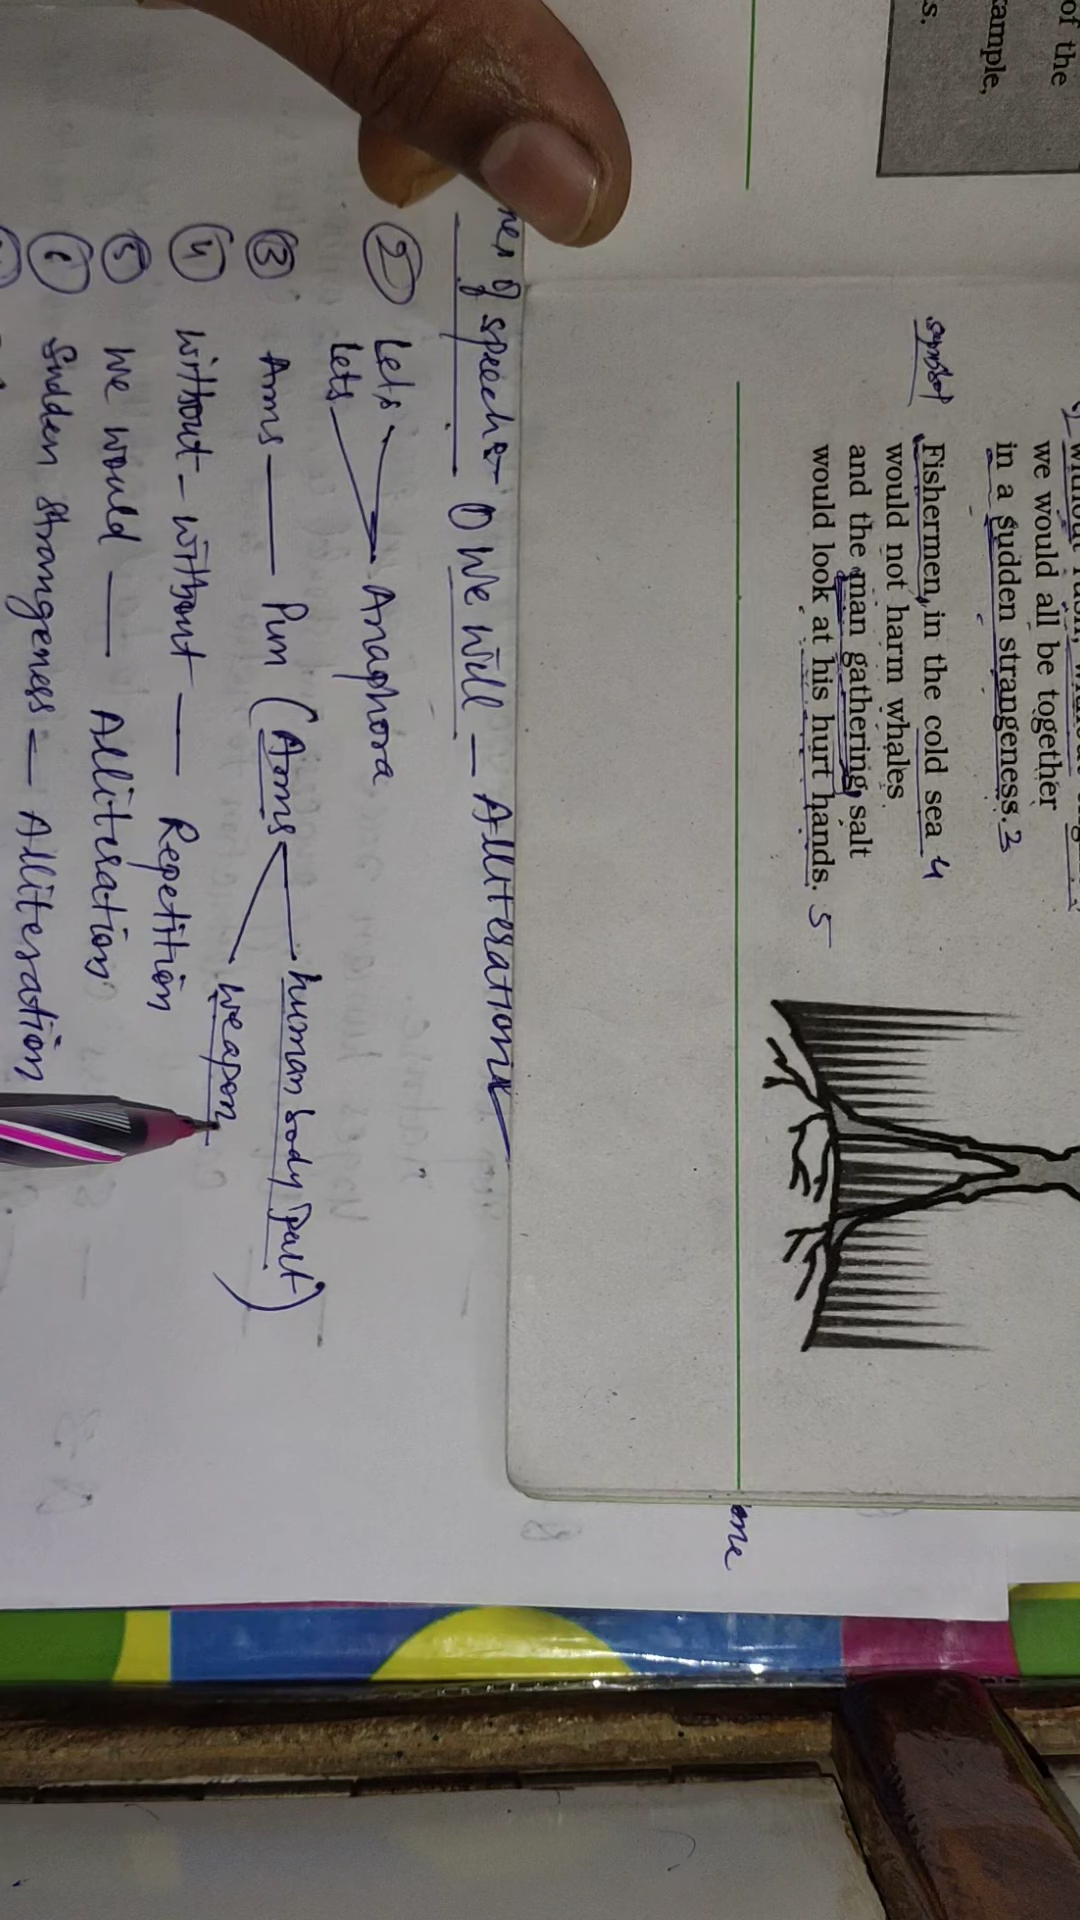 of the
xample,
s.
we would all be together
in a sudden strangeness. 3
symbol
Fishermen, in the cold sea 4
would not harm whales
and the man gathering salt
would look at his hurt hands. 5
one
of speech:- ① We will - Alliteration
② Lets
Lets Anaphora
③ Arms — Pun (Arms human body part)
weapon
④ Without - without — Repetition
⑤ We would — Alliteration
⑥ Sudden strangeness — Alliteration